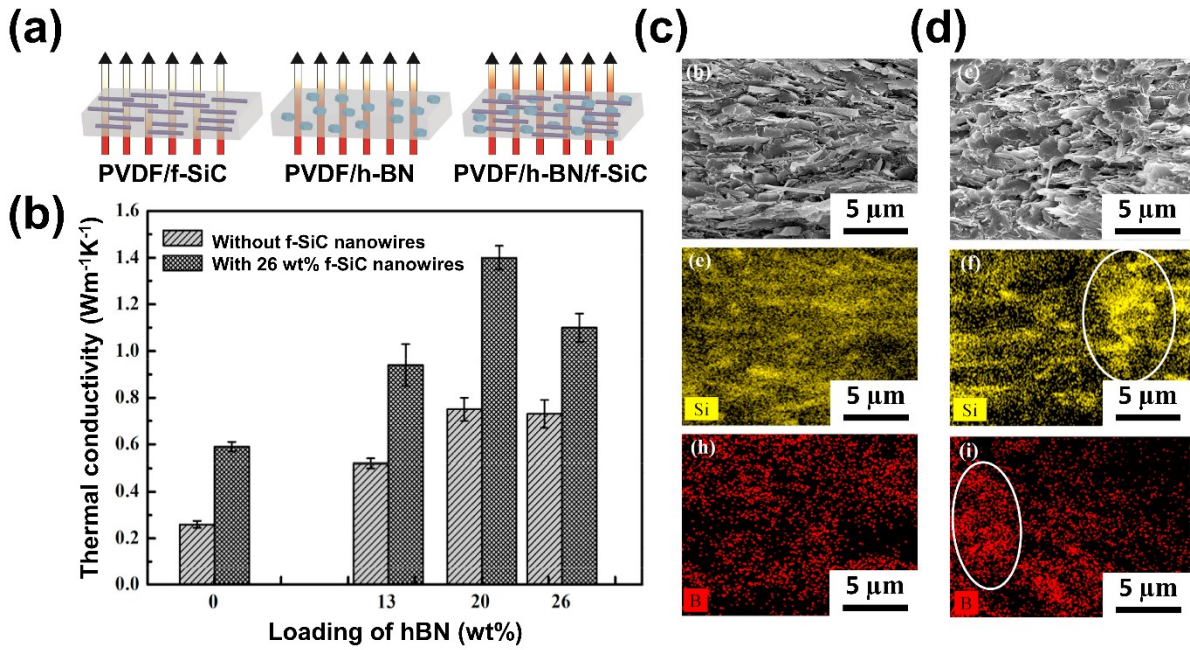 (a)
PVDF/f-SiC
PVDF/h-BN
PVDF/h-BN/f-SiC
(b)
Thermal conductivity (Wm⁻¹K⁻¹)
1.6
1.4
1.2
1.0
0.8
0.6
0.4
0.2
0.0
Without f-SiC nanowires
With 26 wt% f-SiC nanowires
0
13
20
26
Loading of hBN (wt%)
(c)
(b)
5 µm
(e)
Si
5 µm
(h)
B
5 µm
(d)
(c)
5 µm
(f)
Si
5 µm
(i)
B
5 µm